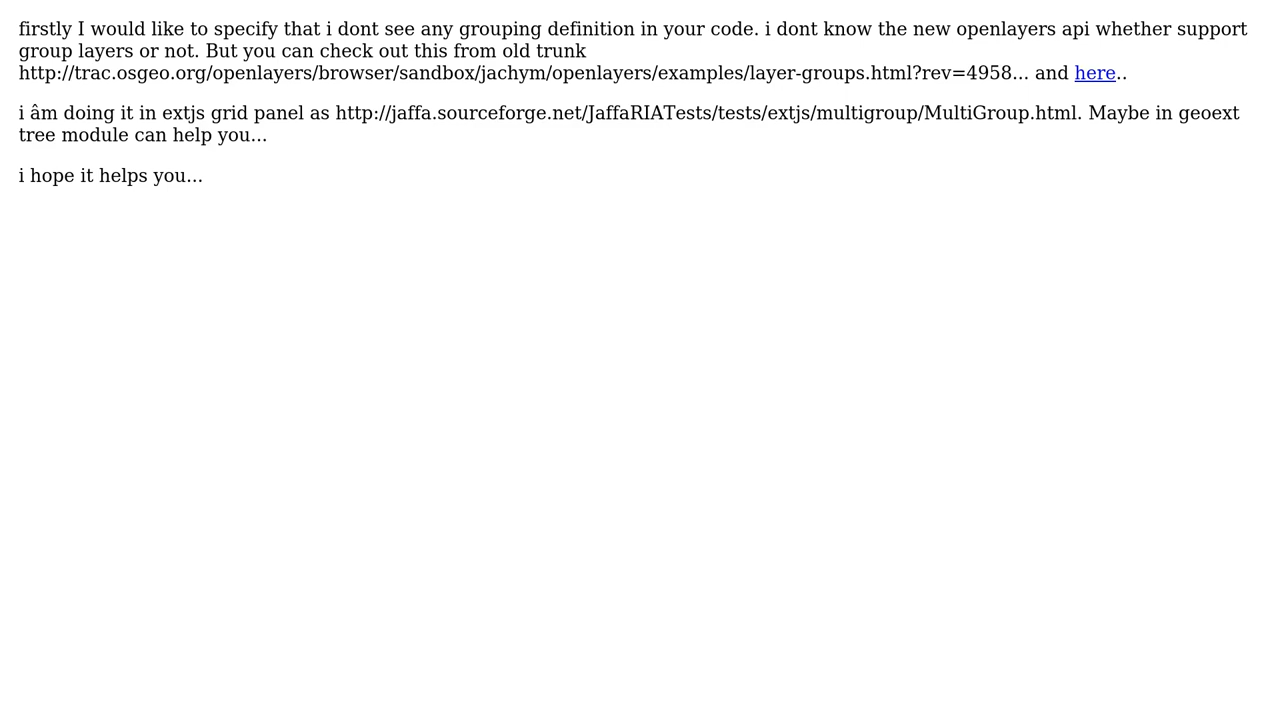 firstly I would like to specify that i dont see any grouping definition in your code. i dont know the new openlayers api whether support
group layers or not. But you can check out this from old trunk
http://trac.osgeo.org/openlayers/browser/sandbox/jachym/openlayers/examples/layer-groups.html?rev=4958... and here..
i âm doing it in extjs grid panel as http://jaffa.sourceforge.net/JaffaRIATests/tests/extjs/multigroup/MultiGroup.html. Maybe in geoext
tree module can help you...
i hope it helps you...